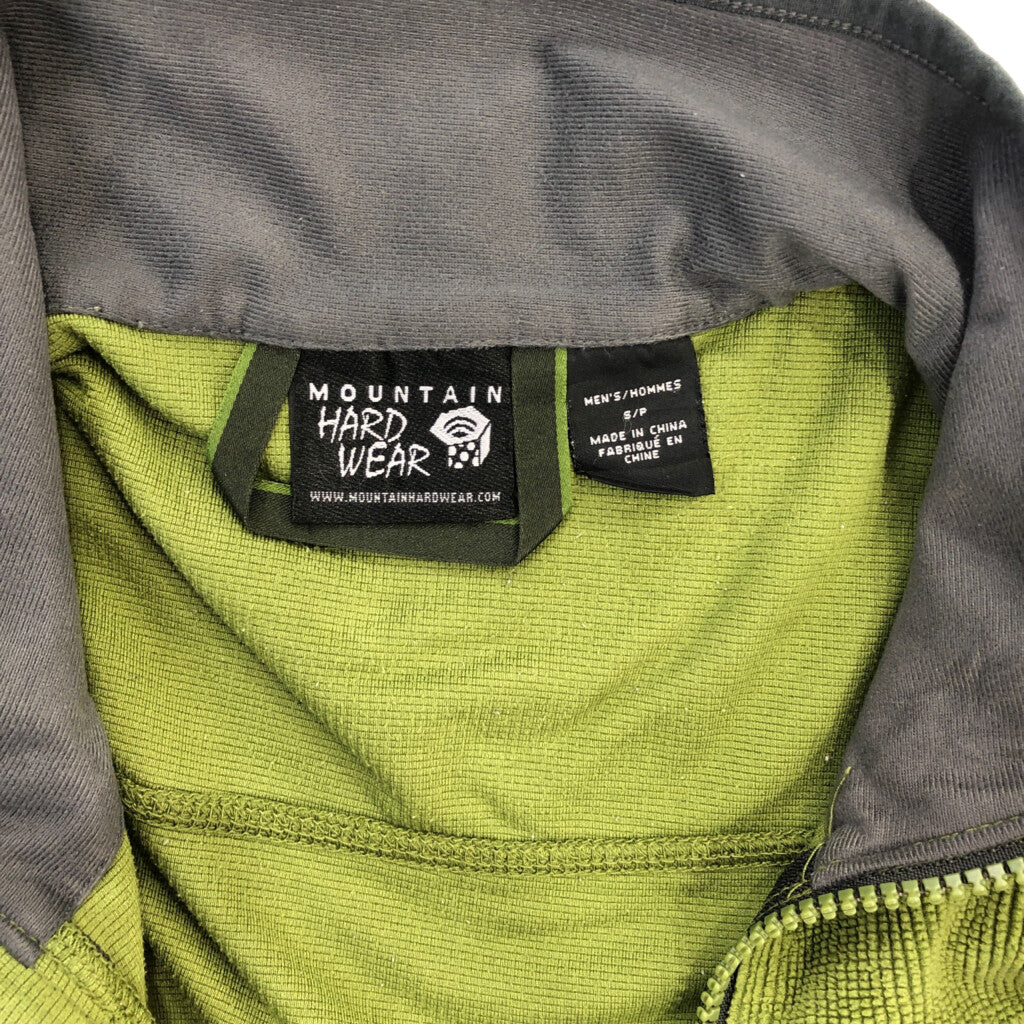 MOUNTAIN
HARD
WEAR
WWW.MOUNTAINHARDWEAR.COM
MEN'S/HOMMES
S/P
MADE IN CHINA
FABRIQUÉ EN
CHINE